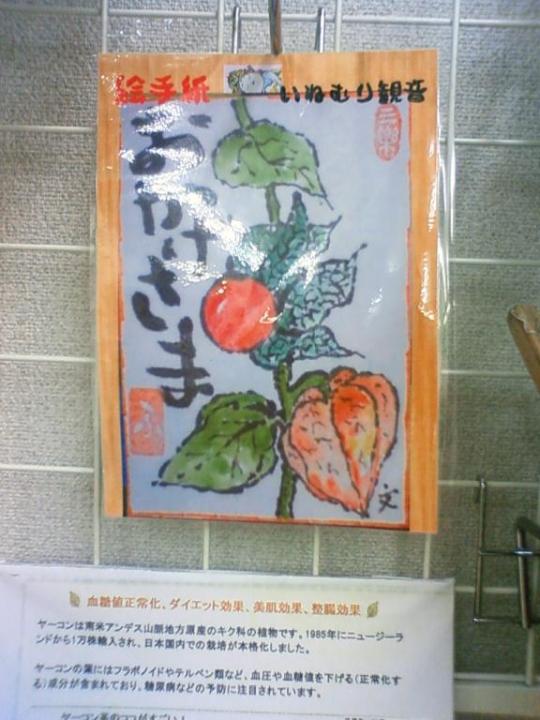 絵手紙 いねむり観音
おかげさま
文
血糖値正常化、ダイエット効果、美肌効果、整腸効果
ヤーコンは南米アンデス山脈地方原産のキク科の植物です。1985年にニュージーラ
ンドから1万株輸入され、日本国内での栽培が本格化しました。
ヤーコンの葉にはフラボノイドやテルペン類など、血圧や血糖値を下げる(正常化す
る)成分が含まれており、糖尿病などの予防に注目されています。